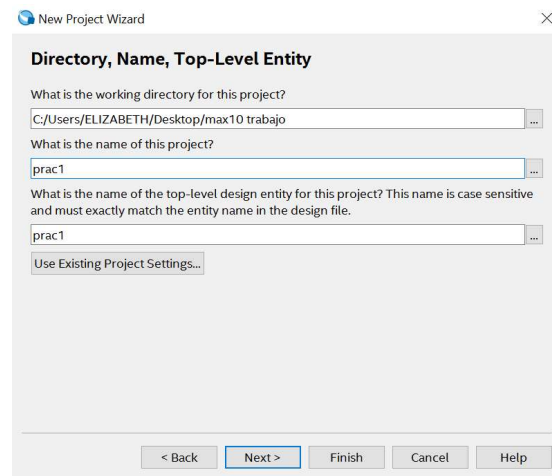 New Project Wizard
Directory, Name, Top-Level Entity
What is the working directory for this project?
C:/Users/ELIZABETH/Desktop/max10 trabajo
...
What is the name of this project?
prac1
...
What is the name of the top-level design entity for this project? This name is case sensitive
and must exactly match the entity name in the design file.
prac1
...
Use Existing Project Settings...
< Back Next > Finish Cancel Help